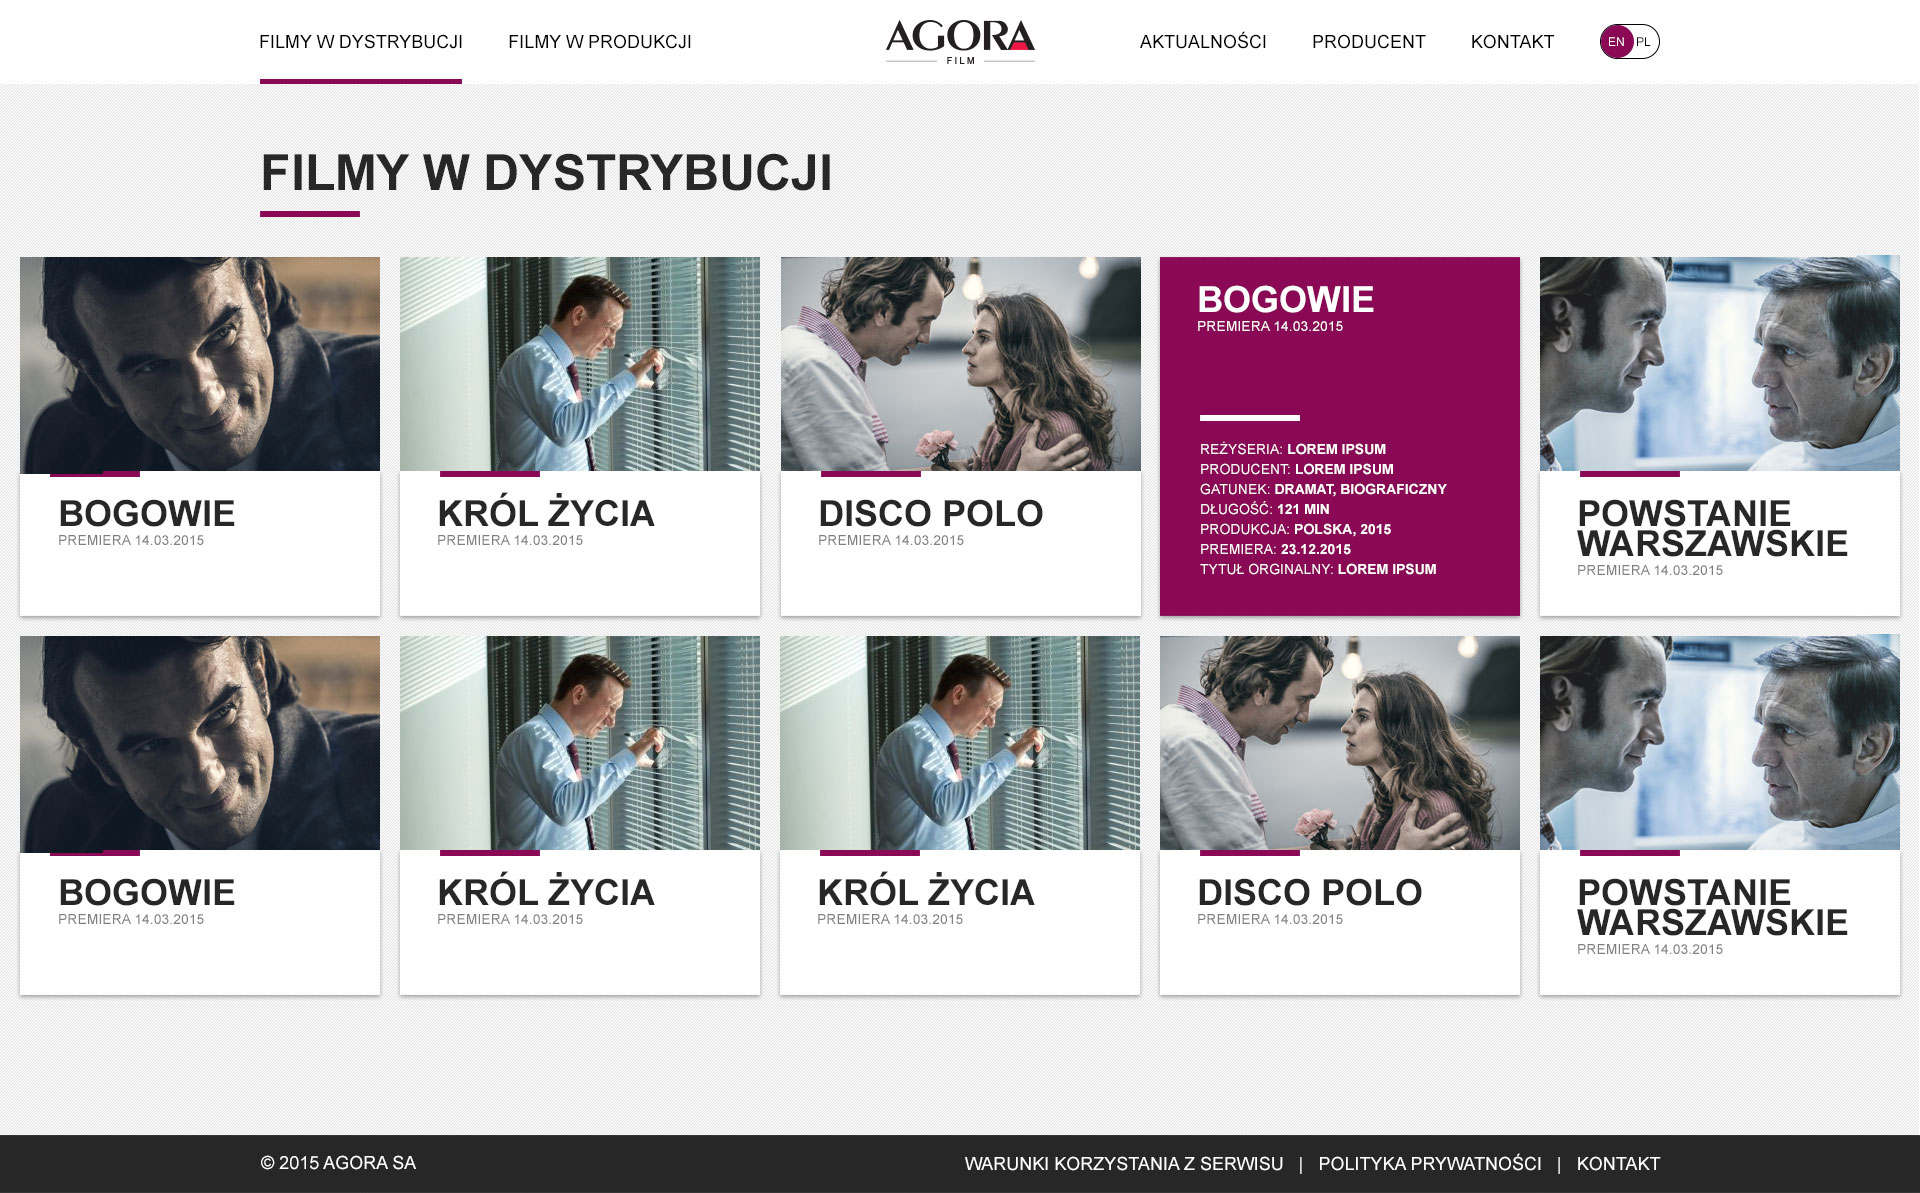 FILMY W DYSTRYBUCJI
FILMY W PRODUKCJI
AGORA
FILM
AKTUALNOŚCI
PRODUCENT
KONTAKT
EN PL
FILMY W DYSTRYBUCJI
BOGOWIE
PREMIERA 14.03.2015
KRÓL ŻYCIA
PREMIERA 14.03.2015
DISCO POLO
PREMIERA 14.03.2015
BOGOWIE
PREMIERA 14.03.2015
REŻYSERIA: LOREM IPSUM
PRODUCENT: LOREM IPSUM
GATUNEK: DRAMAT, BIOGRAFICZNY
DŁUGOŚĆ: 121 MIN
PRODUKCJA: POLSKA, 2015
PREMIERA: 23.12.2015
TYTUŁ ORGINALNY: LOREM IPSUM
POWSTANIE
WARSZAWSKIE
PREMIERA 14.03.2015
BOGOWIE
PREMIERA 14.03.2015
KRÓL ŻYCIA
PREMIERA 14.03.2015
KRÓL ŻYCIA
PREMIERA 14.03.2015
DISCO POLO
PREMIERA 14.03.2015
POWSTANIE
WARSZAWSKIE
PREMIERA 14.03.2015
© 2015 AGORA SA
WARUNKI KORZYSTANIA Z SERWISU | POLITYKA PRYWATNOŚCI | KONTAKT